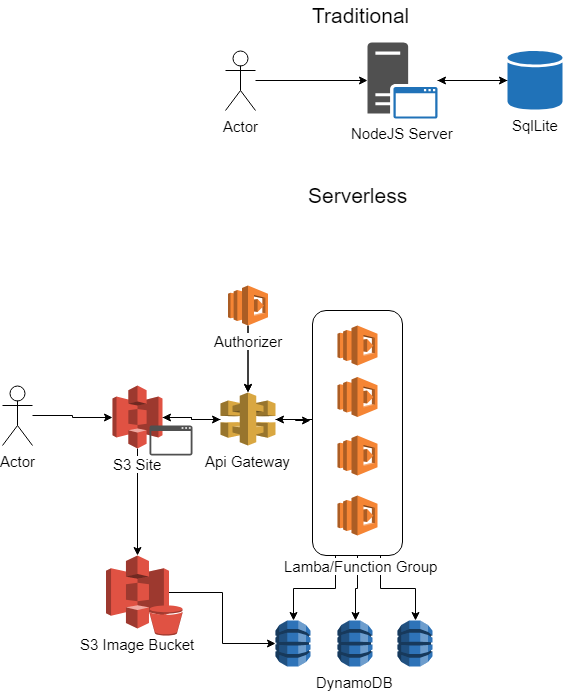 Traditional
Actor
NodeJS Server
SqlLite
Serverless
Authorizer
Actor
S3 Site
Api Gateway
Lamba/Function Group
S3 Image Bucket
DynamoDB